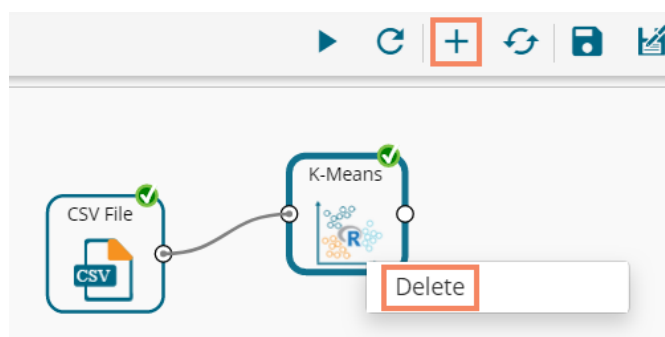 K-Means
CSV File
R
CSV
Delete